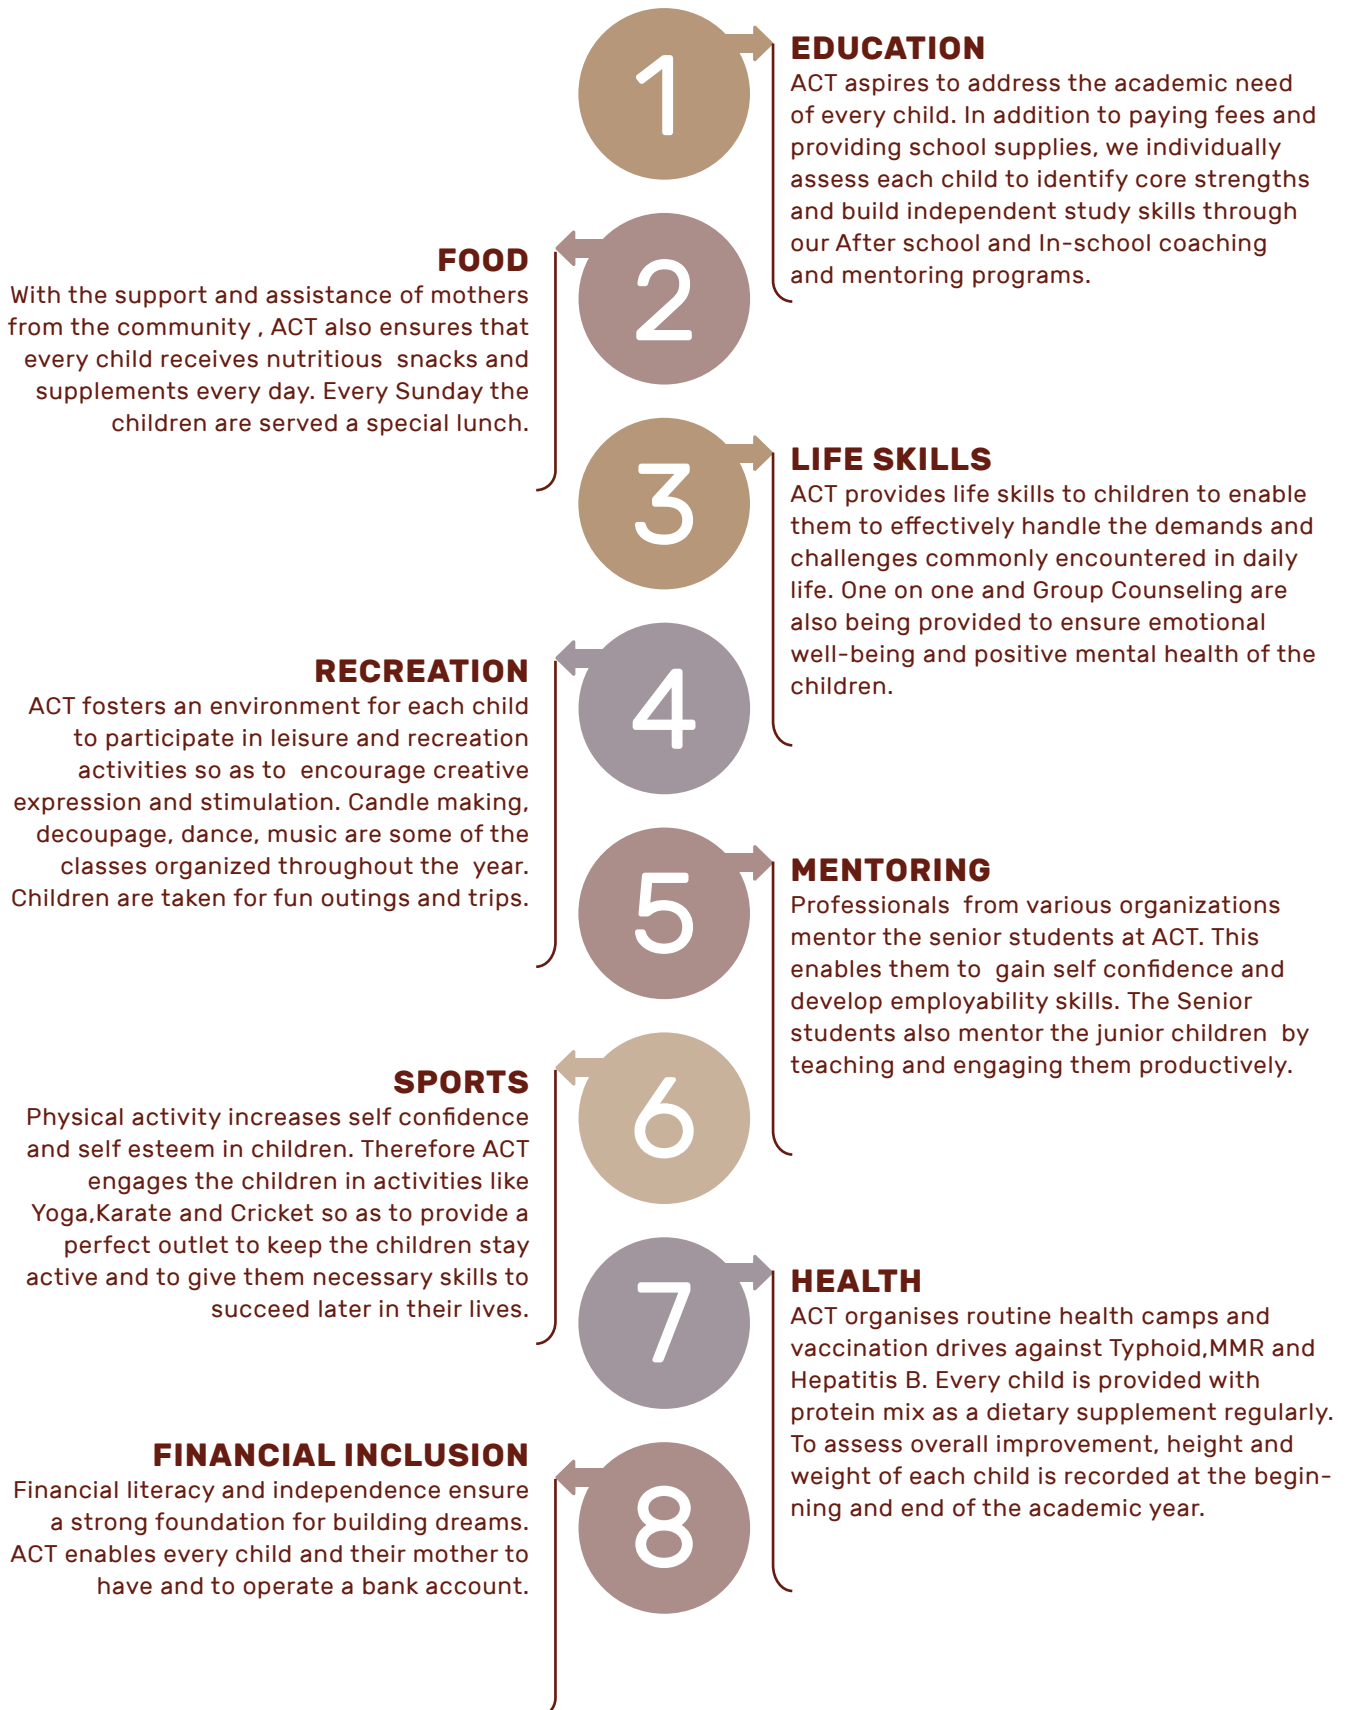 1
EDUCATION
ACT aspires to address the academic need
of every child. In addition to paying fees and
providing school supplies, we individually
assess each child to identify core strengths
and build independent study skills through
our After school and In-school coaching
and mentoring programs.
2
FOOD
With the support and assistance of mothers
from the community , ACT also ensures that
every child receives nutritious  snacks and
supplements every day. Every Sunday the
children are served a special lunch.
3
LIFE SKILLS
ACT provides life skills to children to enable
them to effectively handle the demands and
challenges commonly encountered in daily
life. One on one and Group Counseling are
also being provided to ensure emotional
well-being and positive mental health of the
children.
4
RECREATION
ACT fosters an environment for each child
to participate in leisure and recreation
activities so as to  encourage creative
expression and stimulation. Candle making,
decoupage, dance, music are some of the
classes organized throughout the  year.
Children are taken for fun outings and trips.
5
MENTORING
Professionals  from various organizations
mentor the senior students at ACT. This
enables them to  gain self confidence and
develop employability skills. The Senior
students also mentor the junior children  by
teaching and engaging them productively.
6
SPORTS
Physical activity increases self confidence
and self esteem in children. Therefore ACT
engages the children in activities like
Yoga,Karate and Cricket so as to provide a
perfect outlet to keep the children stay
active and to give them necessary skills to
succeed later in their lives.
7
HEALTH
ACT organises routine health camps and
vaccination drives against Typhoid,MMR and
Hepatitis B. Every child is provided with
protein mix as a dietary supplement regularly.
To assess overall improvement, height and
weight of each child is recorded at the begin-
ning and end of the academic year.
8
FINANCIAL INCLUSION
Financial literacy and independence ensure
a strong foundation for building dreams.
ACT enables every child and their mother to
have and to operate a bank account.